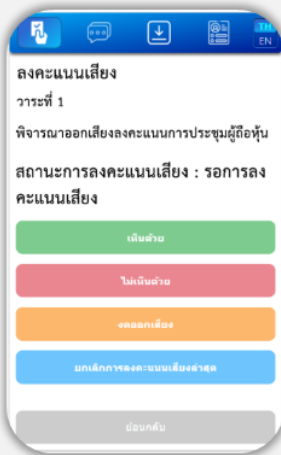 TH
EN
ลงคะแนนเสียง
วาระที่ 1
พิจารณาออกเสียงลงคะแนนการประชุมผู้ถือหุ้น
สถานะการลงคะแนนเสียง : รอการลง
คะแนนเสียง
เห็นด้วย
ไม่เห็นด้วย
งดออกเสียง
ยกเลิกการลงคะแนนเสียงล่าสุด
ย้อนกลับ